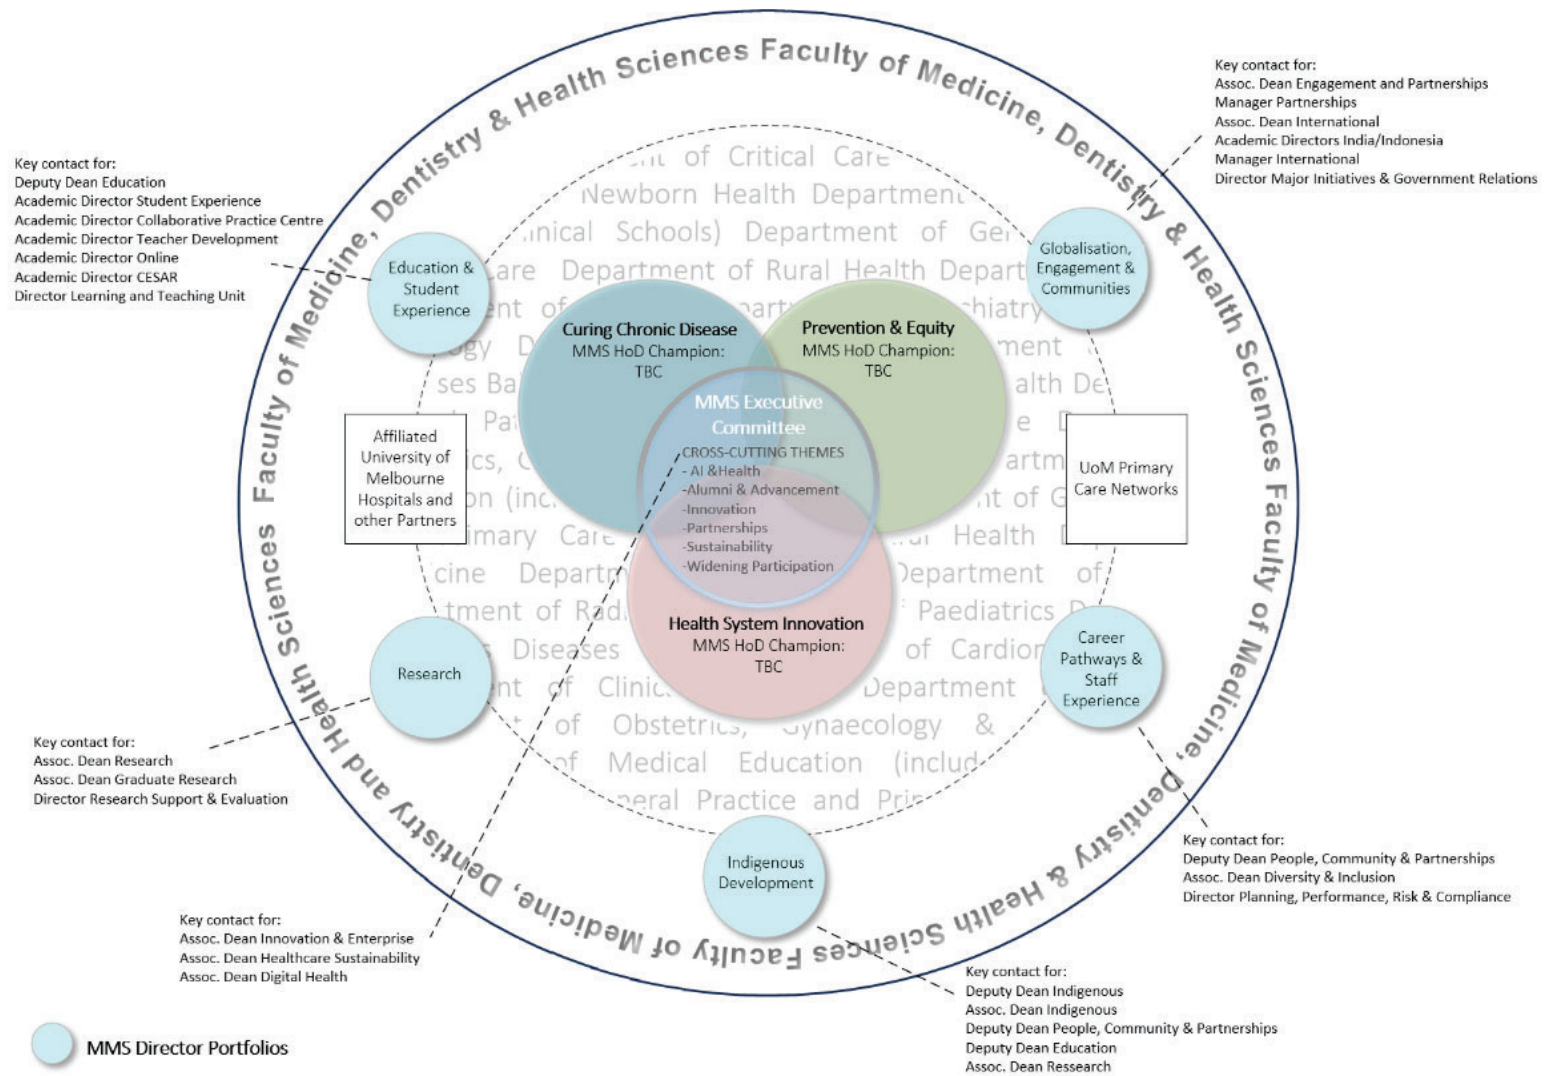 Faculty of Medicine, Dentistry & Health Sciences Faculty of Medicine, Dentistry & Health Sciences Faculty of Medicine, Dentistry & Health Sciences Faculty of Medicine, Dentistry and Health Sciences
Key contact for:
Assoc. Dean Engagement and Partnerships
Manager Partnerships
Assoc. Dean International
Academic Directors India/Indonesia
Manager International
Director Major Initiatives & Government Relations
Key contact for:
Deputy Dean Education
Academic Director Student Experience
Academic Director Collaborative Practice Centre
Academic Director Teacher Development
Academic Director Online
Academic Director CESAR
Director Learning and Teaching Unit
of Critical Care
Newborn Health Department
Schools) Department of
Department of Rural Health
Education &
Student
Experience
Globalisation,
Engagement &
Communities
Curing Chronic Disease
MMS HoD Champion:
TBC
Prevention & Equity
MMS HoD Champion:
TBC
MMS Executive
Committee
CROSS-CUTTING THEMES
- AI &Health
-Alumni & Advancement
-Innovation
-Partnerships
-Sustainability
-Widening Participation
Affiliated
University of
Melbourne
Hospitals and
other Partners
UoM Primary
Care Networks
Care
Health
Department of
of
Paediatrics
Diseases
of
of
Department
of Obstetrics, Gynaecology &
of Medical Education
Practice and
Health System Innovation
MMS HoD Champion:
TBC
Research
Career
Pathways &
Staff
Experience
Indigenous
Development
Key contact for:
Assoc. Dean Research
Assoc. Dean Graduate Research
Director Research Support & Evaluation
Key contact for:
Deputy Dean People, Community & Partnerships
Assoc. Dean Diversity & Inclusion
Director Planning, Performance, Risk & Compliance
Key contact for:
Assoc. Dean Innovation & Enterprise
Assoc. Dean Healthcare Sustainability
Assoc. Dean Digital Health
Key contact for:
Deputy Dean Indigenous
Assoc. Dean Indigenous
Deputy Dean People, Community & Partnerships
Deputy Dean Education
Assoc. Dean Ressearch
MMS Director Portfolios